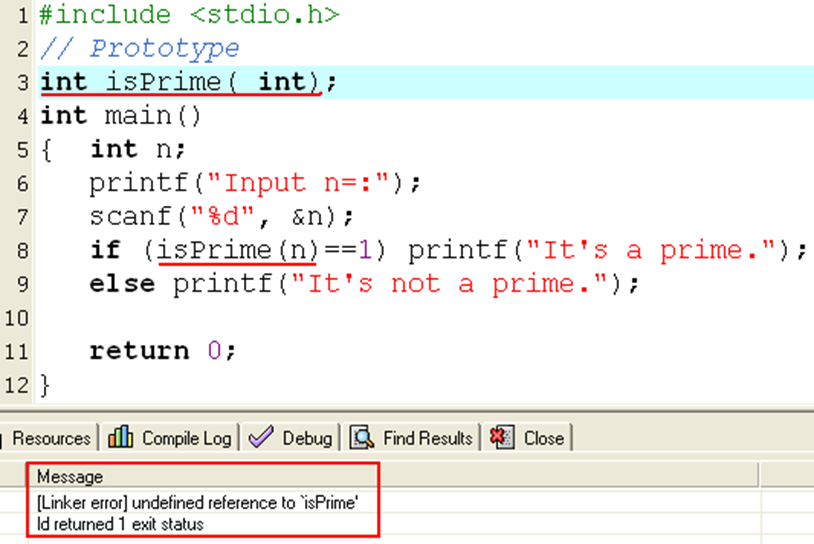 1 #include <stdio.h>
2 // Prototype
3 int isPrime( int);
4 int main()
5 {  int n;
6    printf("Input n=:");
7    scanf("%d", &n);
8    if (isPrime(n)==1) printf("It's a prime.");
9    else printf("It's not a prime.");
10
11    return 0;
12 }
Resources Compile Log Debug Find Results Close
Message
[Linker error] undefined reference to `isPrime'
ld returned 1 exit status